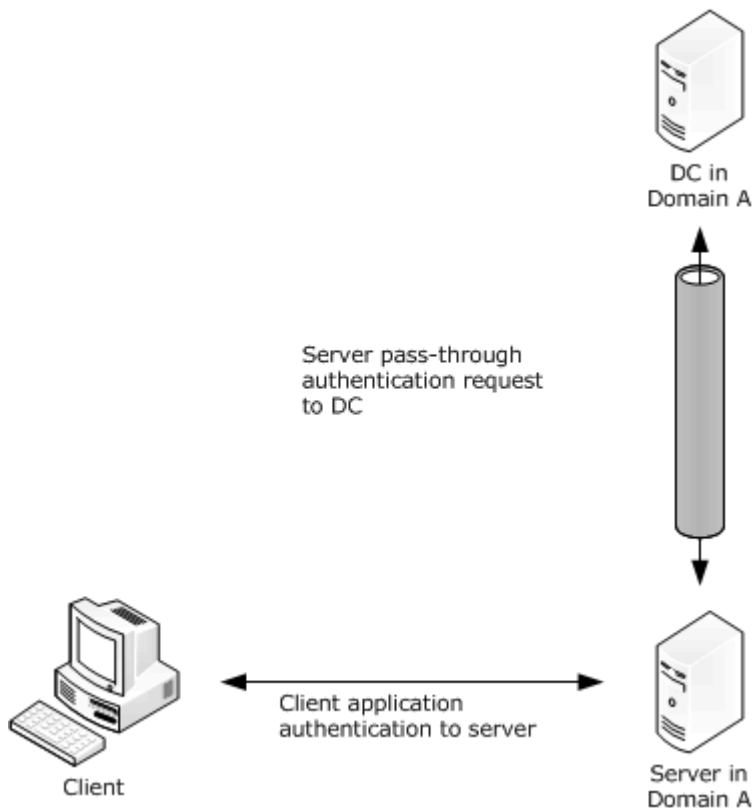 DC in
Domain A
Server pass-through
authentication request
to DC
Client application
authentication to server
Client
Server in
Domain A